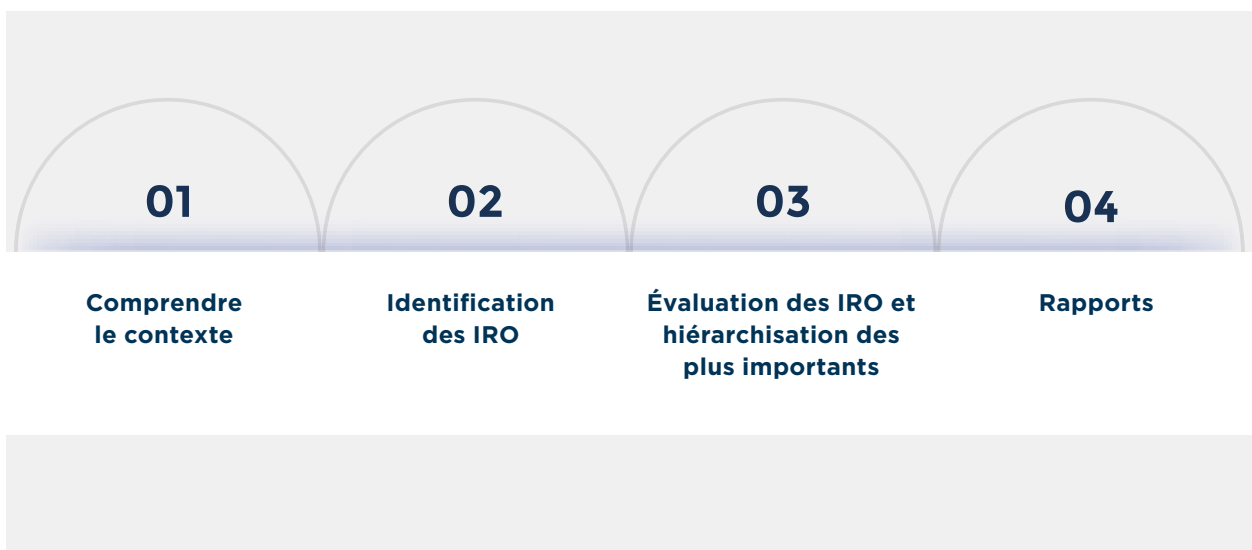 01
Comprendre
le contexte
02
Identification
des IRO
03
Évaluation des IRO et
hiérarchisation des
plus importants
04
Rapports